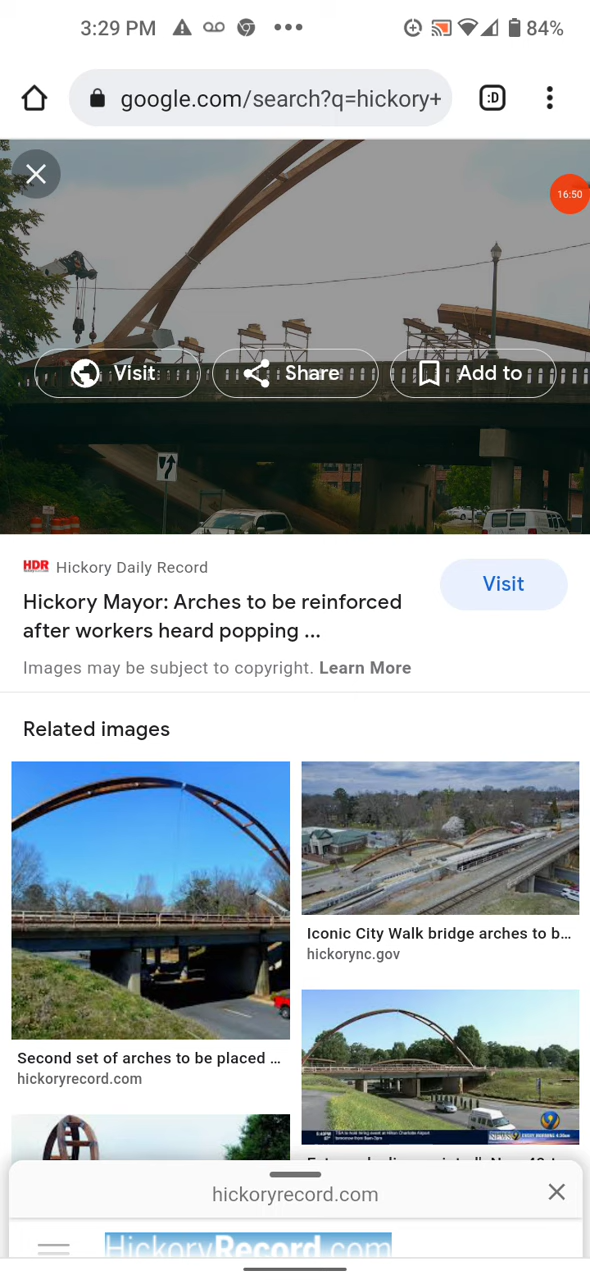 3:29 PM
84%
google.com/search?q=hickory+
:D
16:50
Visit
Share
Add to
HDR Hickory Daily Record
Hickory Mayor: Arches to be reinforced
after workers heard popping ...
Visit
Images may be subject to copyright. Learn More
Related images
Second set of arches to be placed ...
hickoryrecord.com
Iconic City Walk bridge arches to b...
hickorync.gov
hickoryrecord.com
HickoryRecord.com